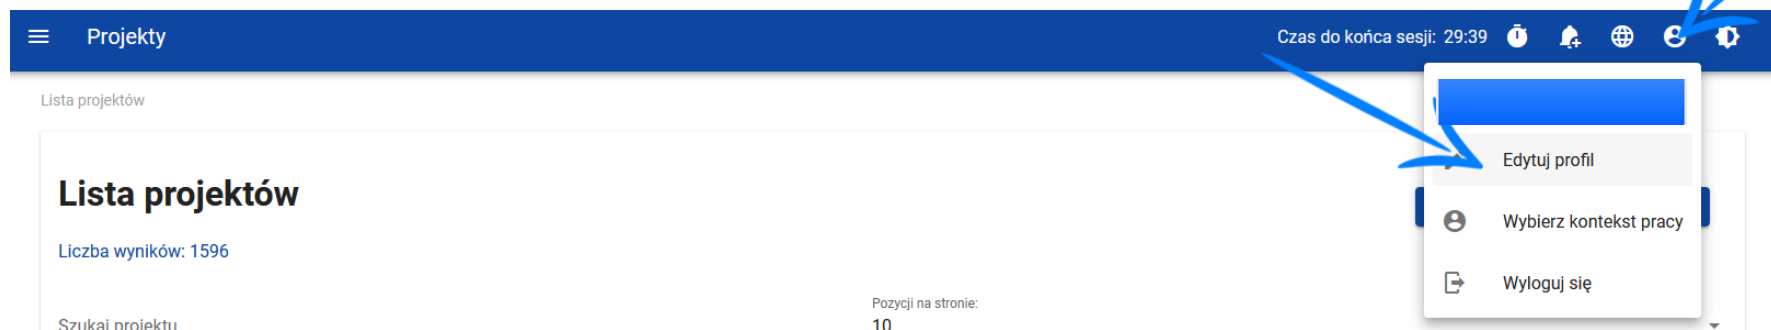 Projekty
Czas do końca sesji: 29:39
Lista projektów
Edytuj profil
Lista projektów
Wybierz kontekst pracy
Liczba wyników: 1596
Wyloguj się
Pozycji na stronie:
Szukaj projektu
10